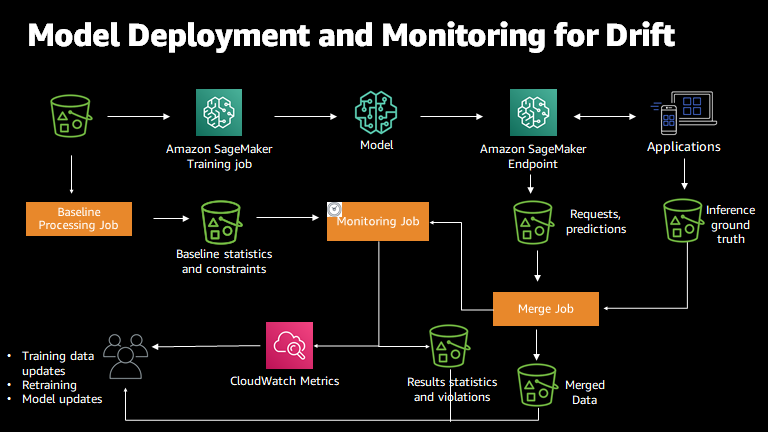 Model Deployment and Monitoring for Drift
Amazon SageMaker
Training job
Model
Amazon SageMaker
Endpoint
Applications
Baseline
Processing Job
Baseline statistics
and constraints
Monitoring Job
Requests,
predictions
Inference
ground
truth
Merge Job
• Training data
updates
• Retraining
• Model updates
CloudWatch Metrics
Results statistics
and violations
Merged
Data